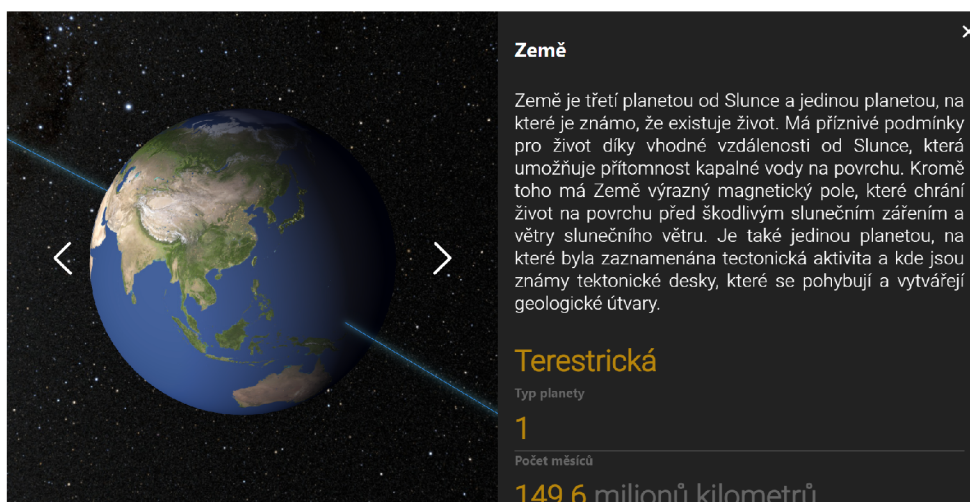 Země
Země je třetí planetou od Slunce a jedinou planetou, na
které je známo, že existuje život. Má příznivé podmínky
pro život díky vhodné vzdálenosti od Slunce, která
umožňuje přítomnost kapalné vody na povrchu. Kromě
toho má Země výrazný magnetický pole, které chrání
život na povrchu před škodlivým slunečním zářením a
větry slunečního větru. Je také jedinou planetou, na
které byla zaznamenána tectonická aktivita a kde jsou
známy tektonické desky, které se pohybují a vytvářejí
geologické útvary.
Terestrická
Typ planety
1
Počet měsíců
149.6 milionů kilometrů